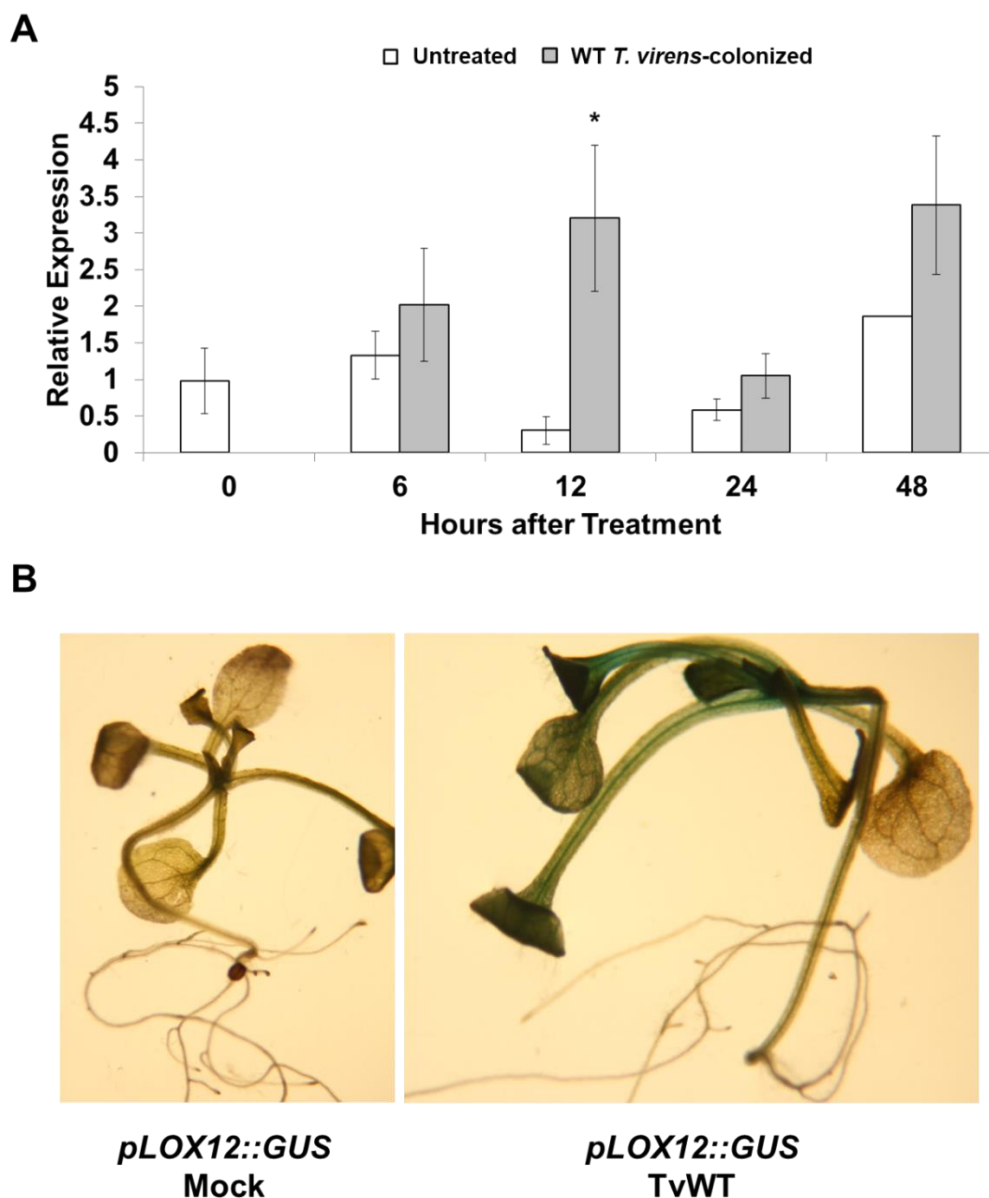 A
Untreated WT T. virens-colonized
5
4.5
4
3.5
3
2.5
2
1.5
1
0.5
0
Relative Expression
*
0 6 12 24 48
Hours after Treatment
B
pLOX12::GUS
Mock
pLOX12::GUS
TvWT